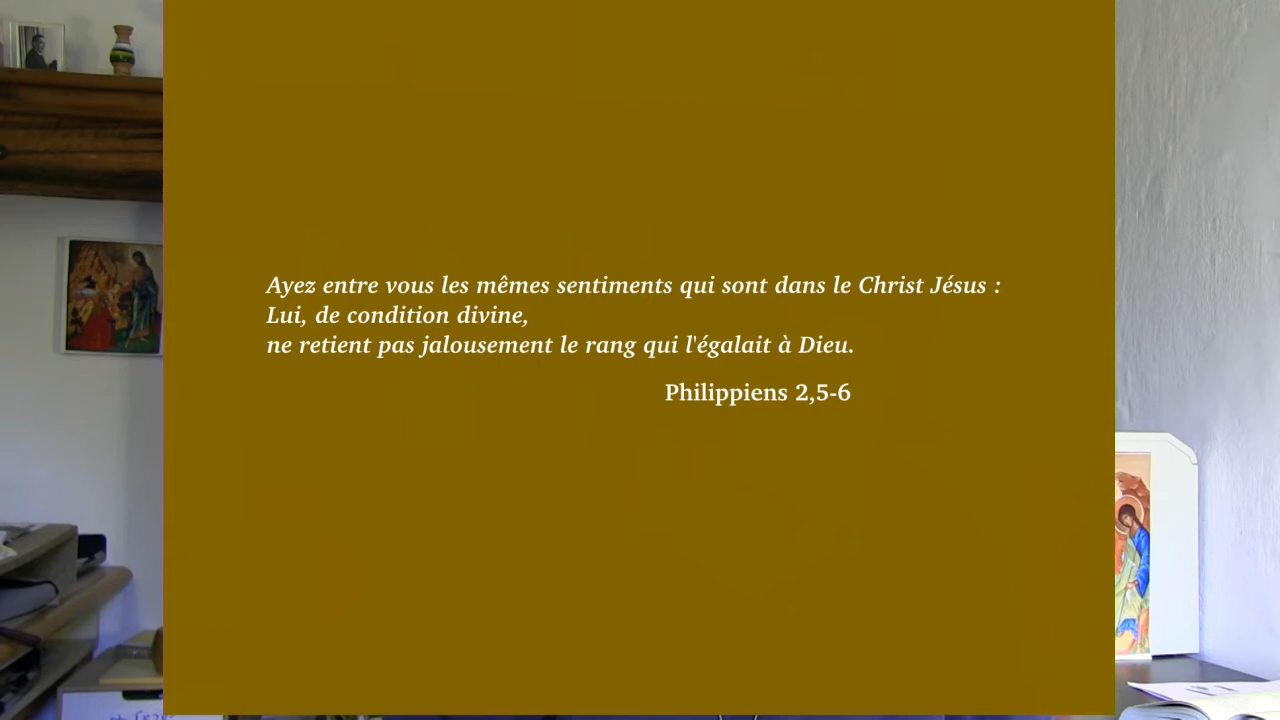 Ayez entre vous les mêmes sentiments qui sont dans le Christ Jésus :
Lui, de condition divine,
ne retient pas jalousement le rang qui l'égalait à Dieu.
Philippiens 2,5-6